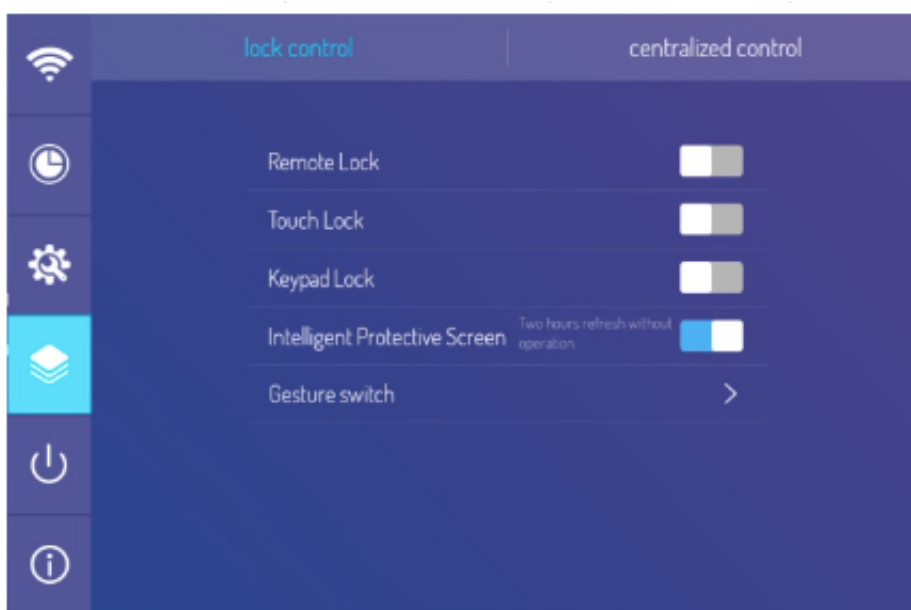 lock control
centralized control
Remote Lock
Touch Lock
Keypad Lock
Intelligent Protective Screen
Two hours refresh without
operation
Gesture switch